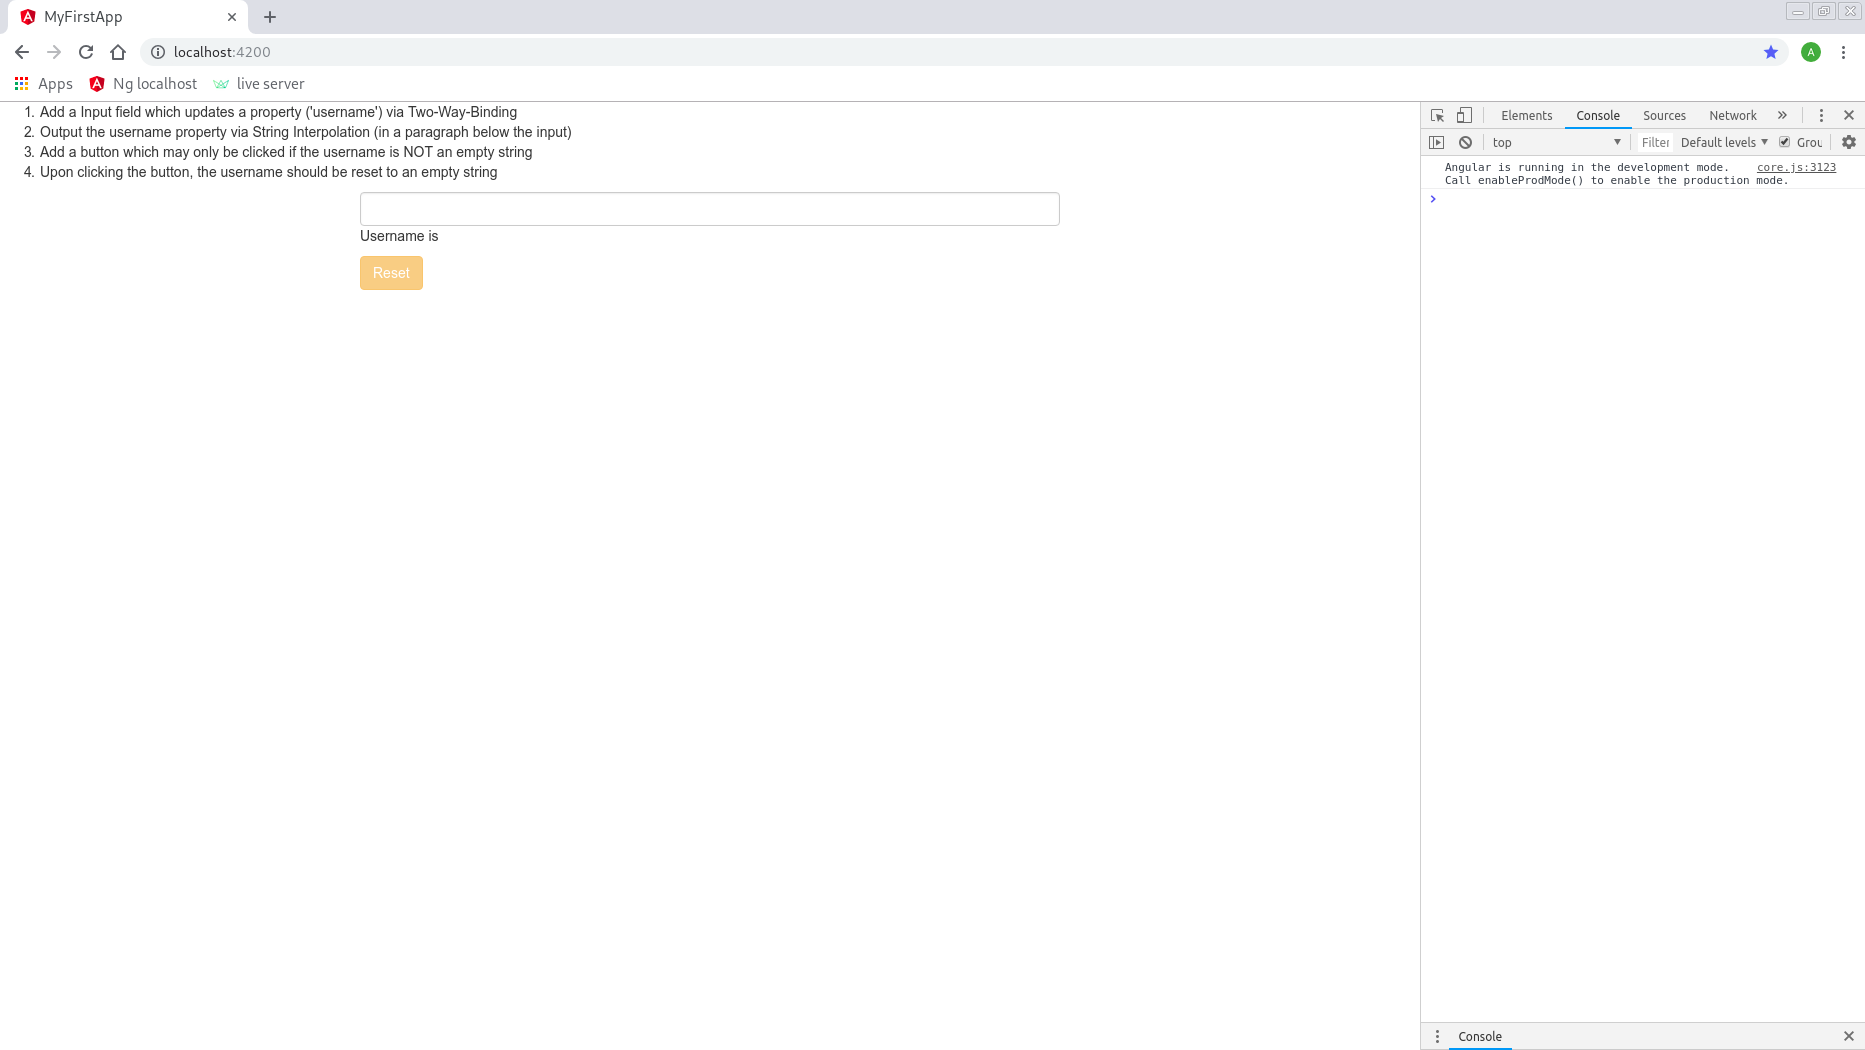 MyFirstApp
localhost:4200
A
Apps Ng localhost live server
1. Add a Input field which updates a property ('username') via Two-Way-Binding
2. Output the username property via String Interpolation (in a paragraph below the input)
3. Add a button which may only be clicked if the username is NOT an empty string
4. Upon clicking the button, the username should be reset to an empty string
Username is
Reset
Elements Console Sources Network »
top Filter Default levels Grou
Angular is running in the development mode. core.js:3123
Call enableProdMode() to enable the production mode.
Console